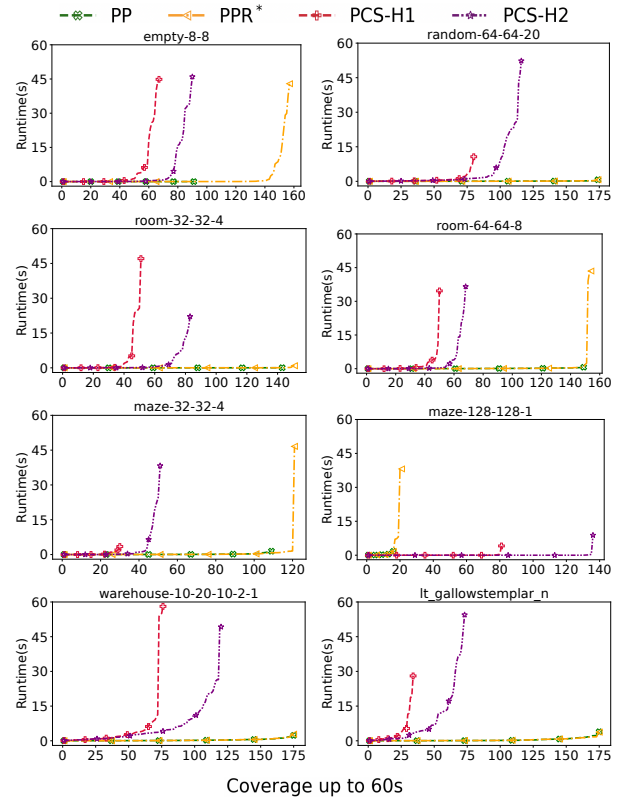 PP PPR* PCS-H1 PCS-H2
empty-8-8
Runtime(s)
60
45
30
15
0
0 20 40 60 80 100 120 140 160
random-64-64-20
Runtime(s)
60
45
30
15
0
0 25 50 75 100 125 150 175
room-32-32-4
Runtime(s)
60
45
30
15
0
0 20 40 60 80 100 120 140 160
room-64-64-8
Runtime(s)
60
45
30
15
0
0 20 40 60 80 100 120 140 160
maze-32-32-4
Runtime(s)
60
45
30
15
0
0 20 40 60 80 100 120
maze-128-128-1
Runtime(s)
60
45
30
15
0
0 20 40 60 80 100 120 140
warehouse-10-20-10-2-1
Runtime(s)
60
45
30
15
0
0 25 50 75 100 125 150 175
lt_gallowstemplar_n
Runtime(s)
60
45
30
15
0
0 25 50 75 100 125 150 175
Coverage up to 60s